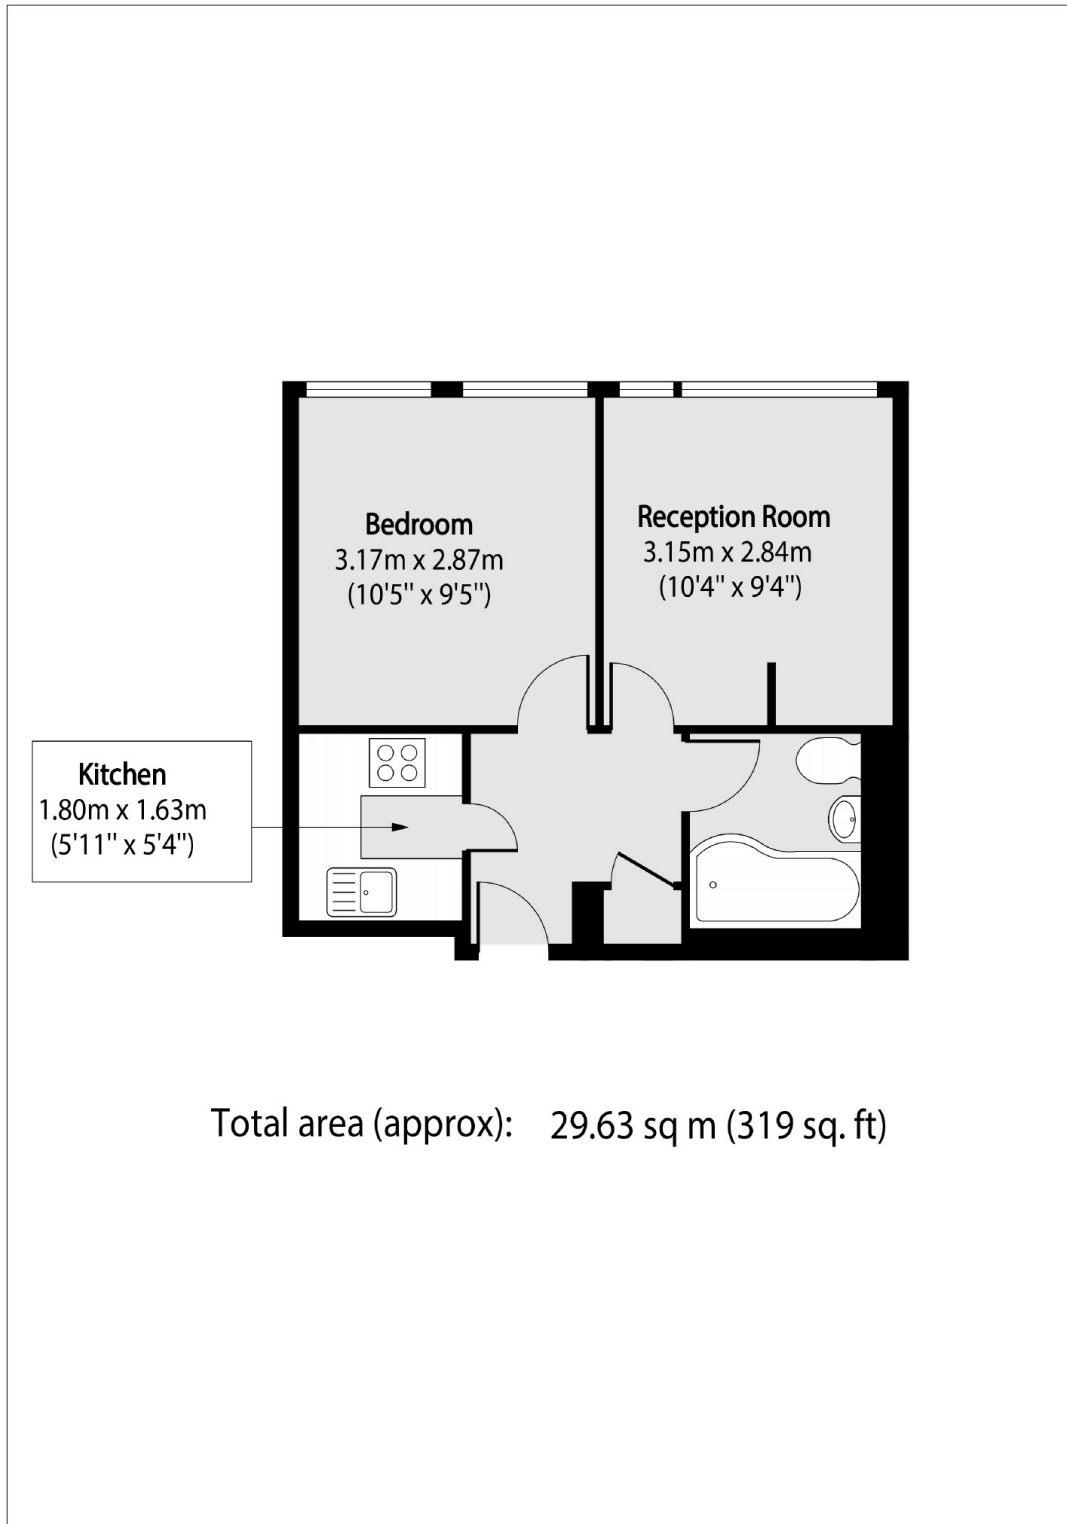 Bedroom
3.17m x 2.87m
(10'5" x 9'5")
Reception Room
3.15m x 2.84m
(10'4" x 9'4")
Kitchen
1.80m x 1.63m
(5'11" x 5'4")
Total area (approx): 29.63 sq m (319 sq. ft)